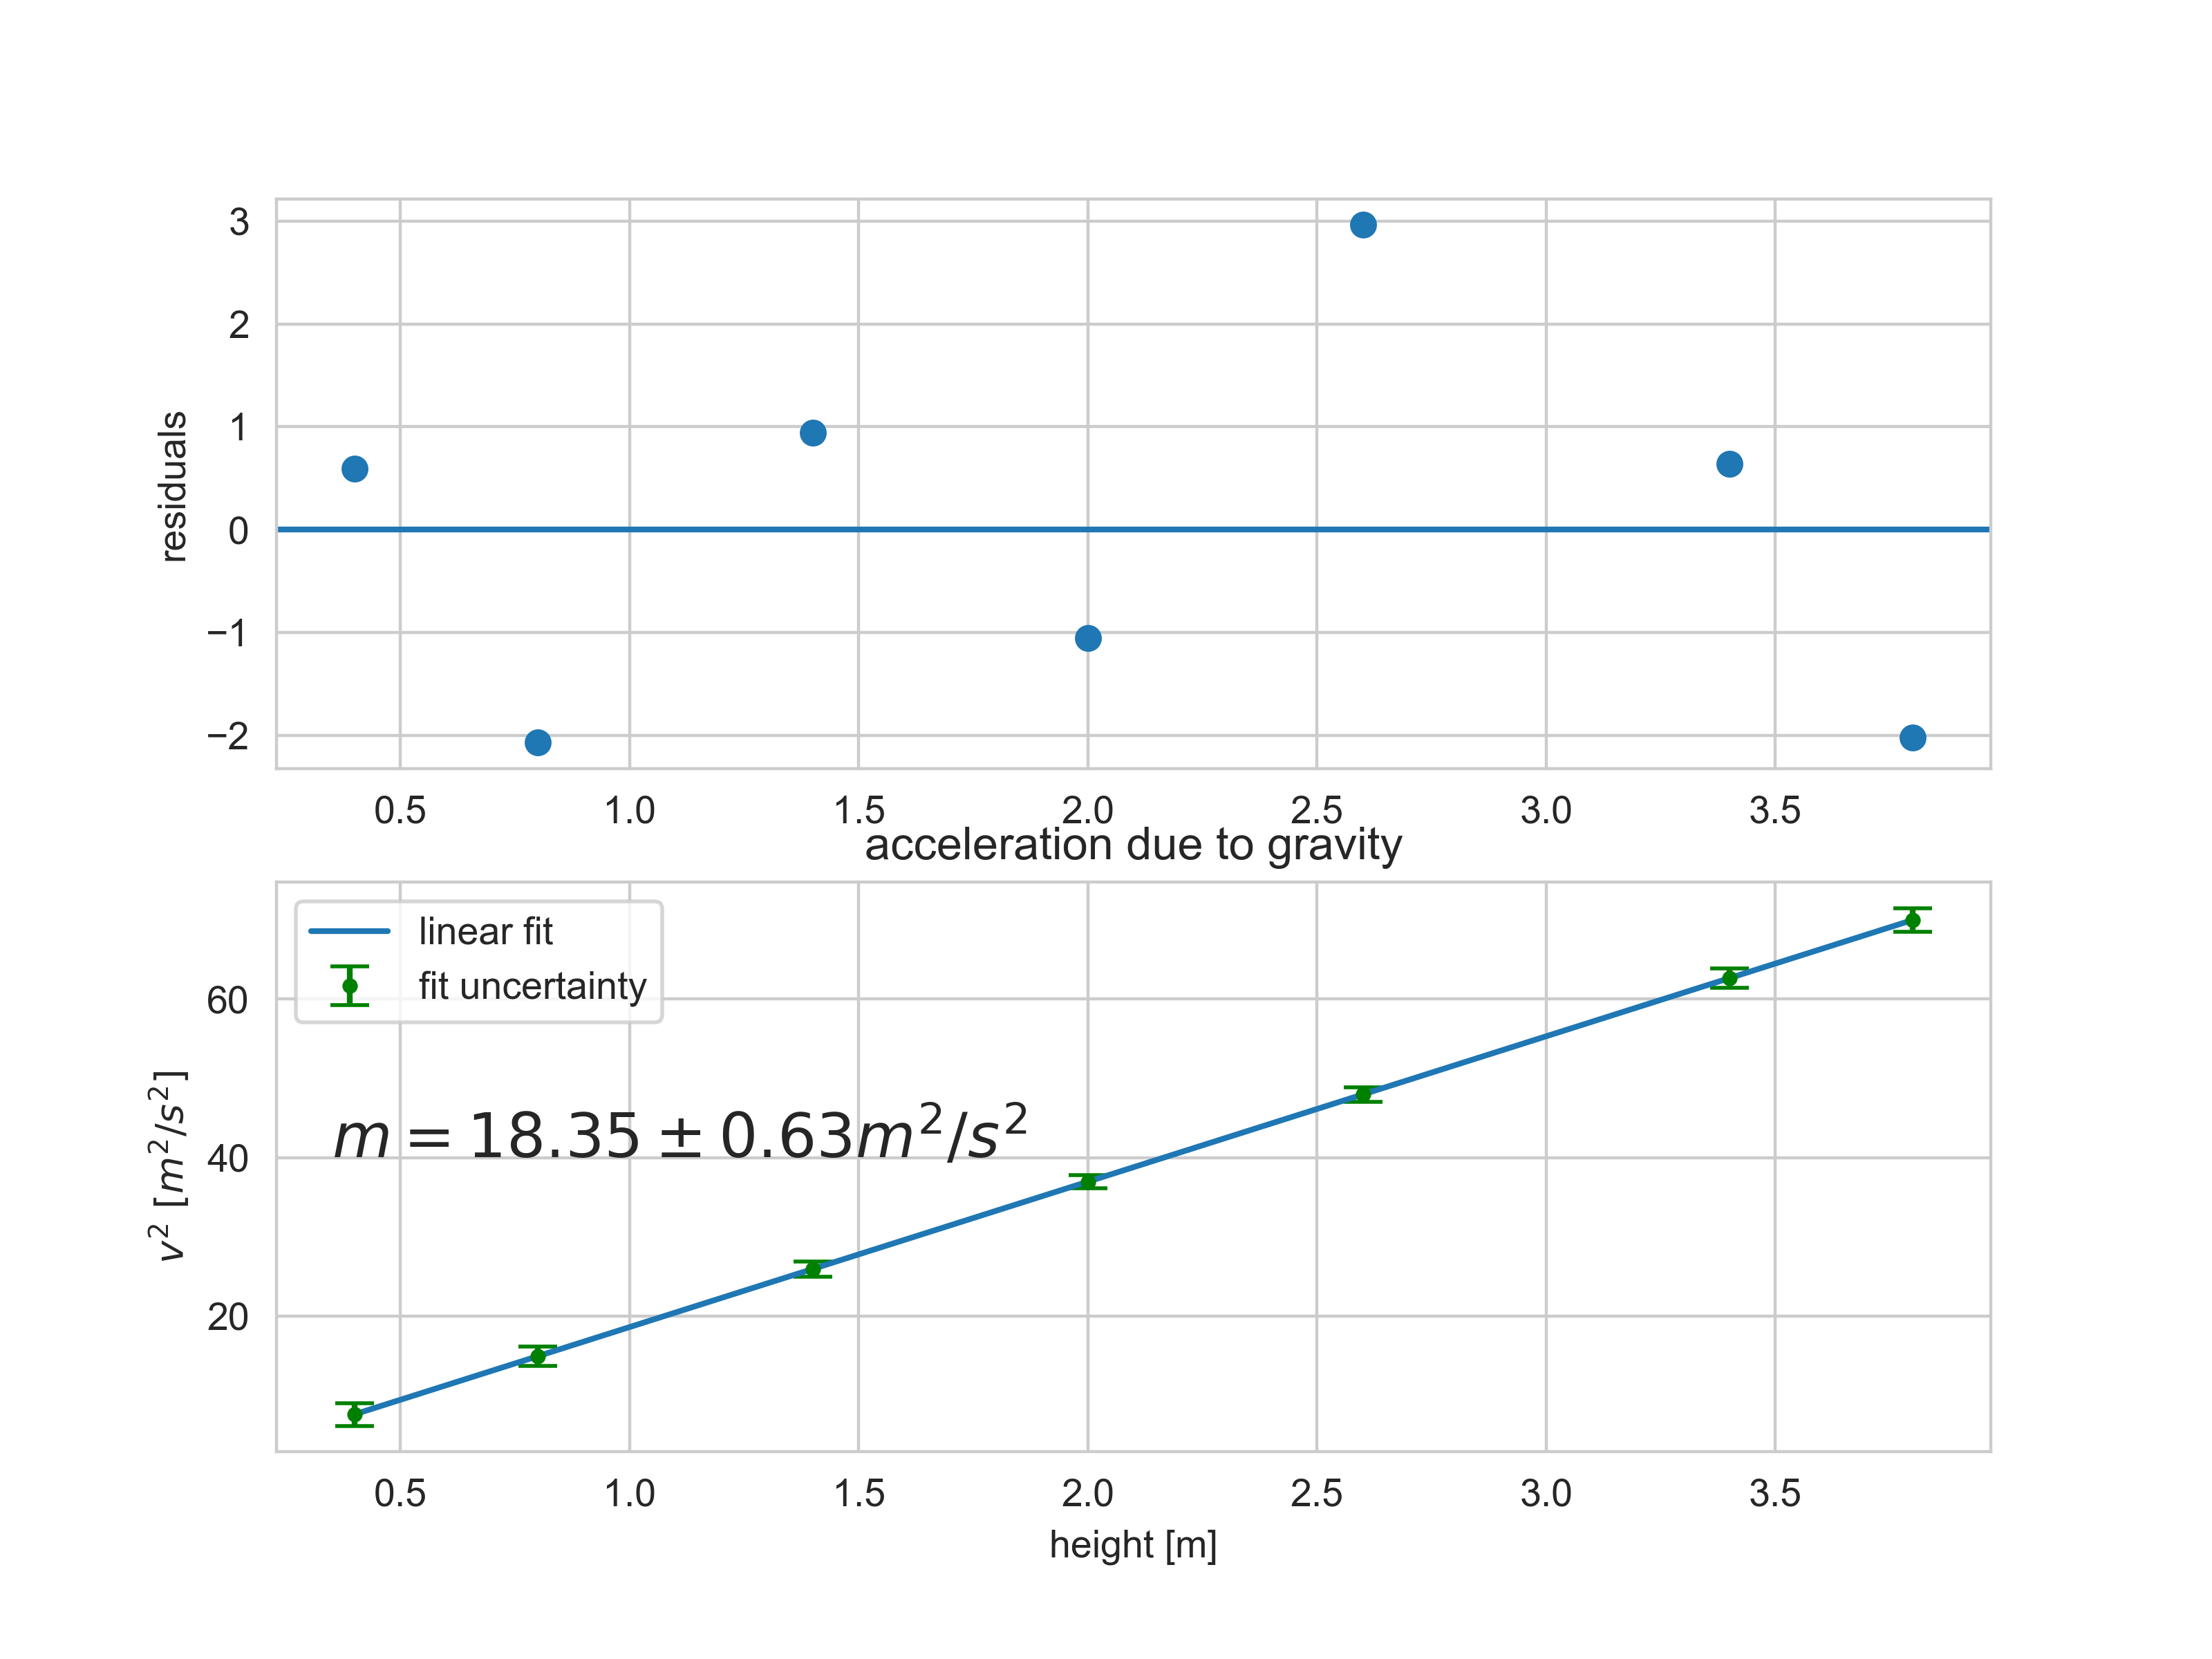 3
2
1
0
−1
−2
residuals
0.5 1.0 1.5 2.0 2.5 3.0 3.5
acceleration due to gravity
linear fit
fit uncertainty
m = 18.35 ± 0.63m²/s²
60
40
20
v² [m²/s²]
0.5 1.0 1.5 2.0 2.5 3.0 3.5
height [m]